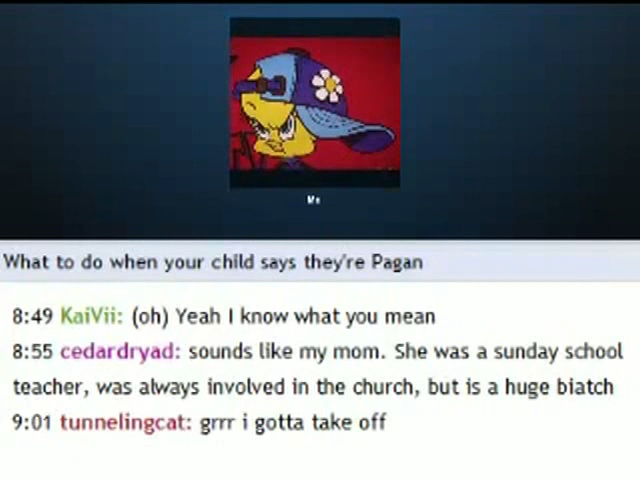 Me
What to do when your child says they're Pagan
8:49 KaiVii: (oh) Yeah I know what you mean
8:55 cedardryad: sounds like my mom. She was a sunday school
teacher, was always involved in the church, but is a huge biatch
9:01 tunnelingcat: grrr i gotta take off